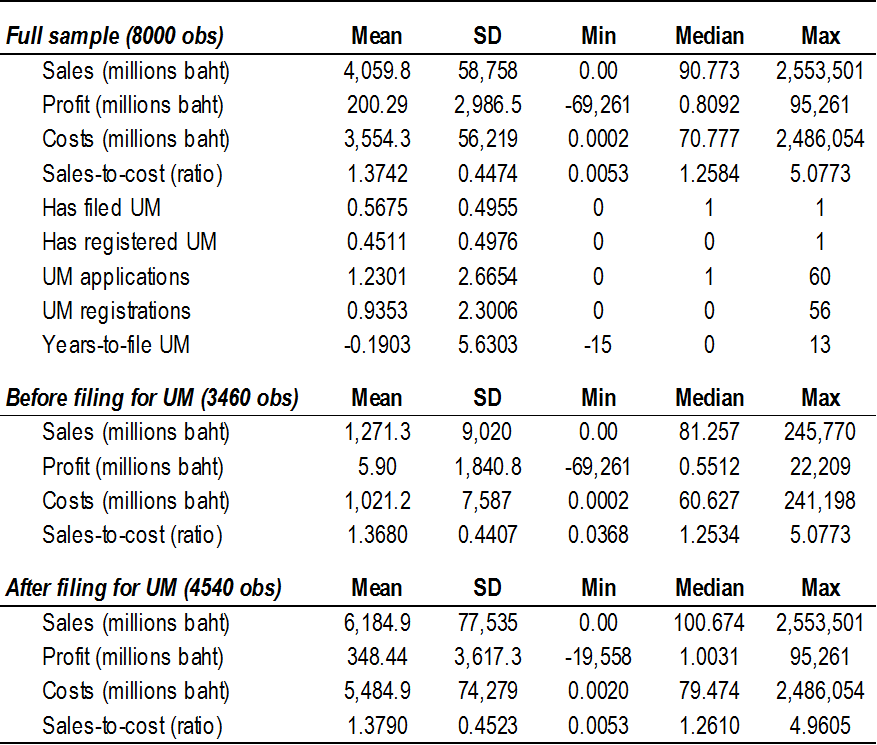 Full sample (8000 obs) Mean SD Min Median Max
Sales (millions baht) 4,059.8 58,758 0.00 90.773 2,553,501
Profit (millions baht) 200.29 2,986.5 -69,261 0.8092 95,261
Costs (millions baht) 3,554.3 56,219 0.0002 70.777 2,486,054
Sales-to-cost (ratio) 1.3742 0.4474 0.0053 1.2584 5.0773
Has filed UM 0.5675 0.4955 0 1 1
Has registered UM 0.4511 0.4976 0 0 1
UM applications 1.2301 2.6654 0 1 60
UM registrations 0.9353 2.3006 0 0 56
Years-to-file UM -0.1903 5.6303 -15 0 13
Before filing for UM (3460 obs) Mean SD Min Median Max
Sales (millions baht) 1,271.3 9,020 0.00 81.257 245,770
Profit (millions baht) 5.90 1,840.8 -69,261 0.5512 22,209
Costs (millions baht) 1,021.2 7,587 0.0002 60.627 241,198
Sales-to-cost (ratio) 1.3680 0.4407 0.0368 1.2534 5.0773
After filing for UM (4540 obs) Mean SD Min Median Max
Sales (millions baht) 6,184.9 77,535 0.00 100.674 2,553,501
Profit (millions baht) 348.44 3,617.3 -19,558 1.0031 95,261
Costs (millions baht) 5,484.9 74,279 0.0020 79.474 2,486,054
Sales-to-cost (ratio) 1.3790 0.4523 0.0053 1.2610 4.9605